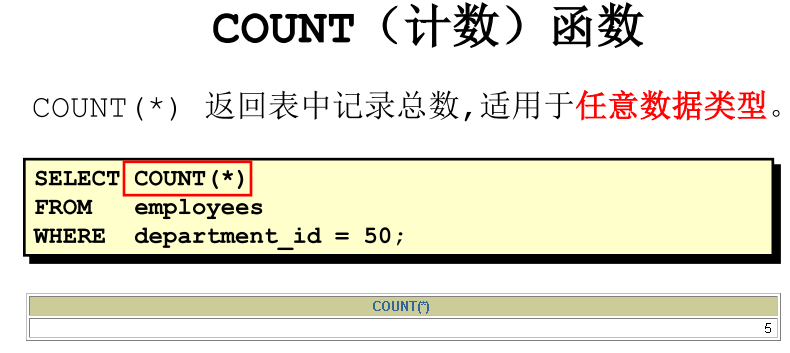 COUNT（计数）函数
COUNT(*) 返回表中记录总数,适用于任意数据类型。
SELECT COUNT(*)
FROM   employees
WHERE  department_id = 50;
COUNT(*)
5